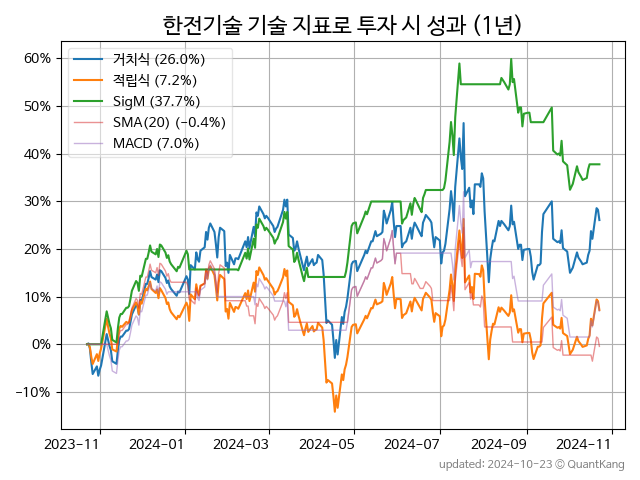 한전기술 기술 지표로 투자 시 성과 (1년)
거치식 (26.0%)
적립식 (7.2%)
SigM (37.7%)
SMA(20) (−0.4%)
MACD (7.0%)
60%
50%
40%
30%
20%
10%
0%
−10%
2023-11 2024-01 2024-03 2024-05 2024-07 2024-09 2024-11
updated: 2024-10-23 © QuantKang